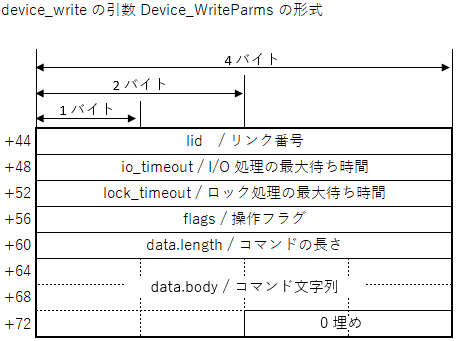 device_write の引数 Device_WriteParms の形式
4 バイト
2 バイト
1 バイト
+44 lid / リンク番号
+48 io_timeout / I/O 処理の最大待ち時間
+52 lock_timeout / ロック処理の最大待ち時間
+56 flags / 操作フラグ
+60 data.length / コマンドの長さ
+64
data.body / コマンド文字列
+68
+72 0 埋め